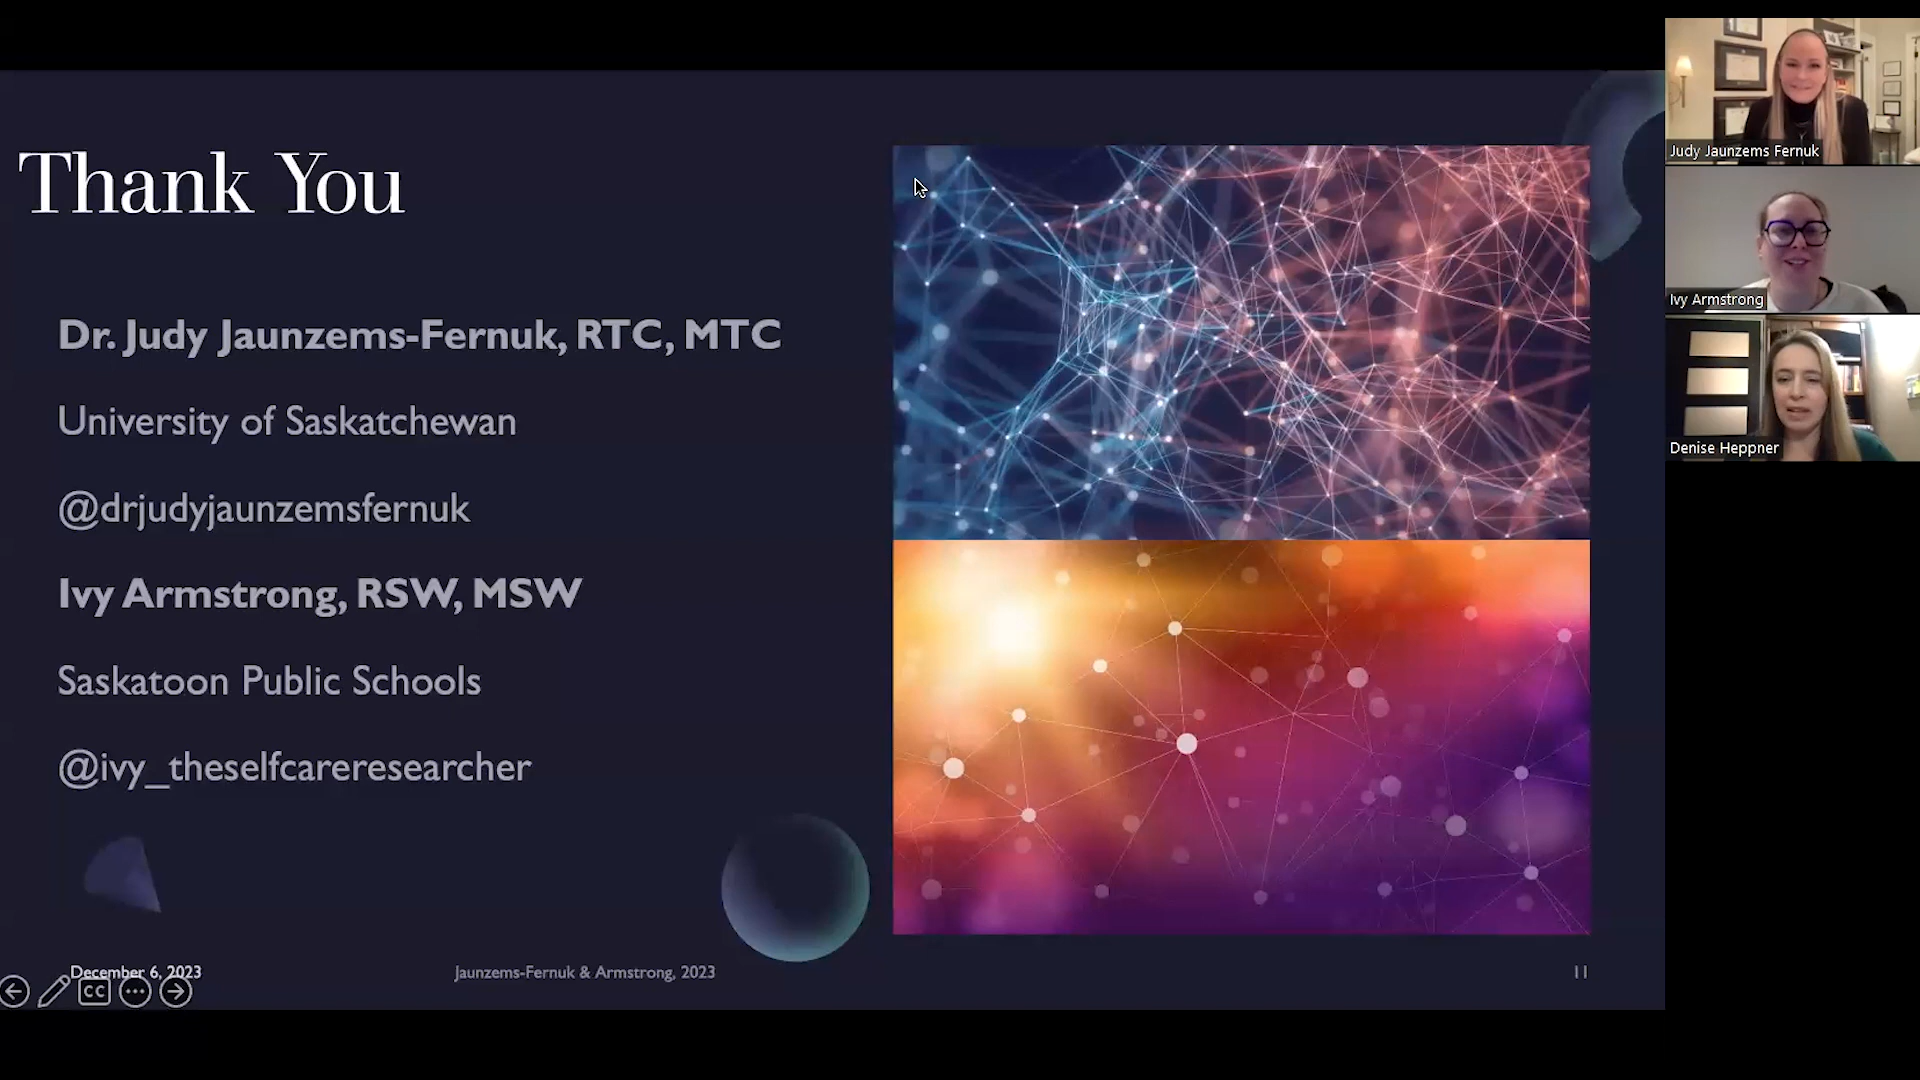 Thank You
Dr. Judy Jaunzems-Fernuk, RTC, MTC
University of Saskatchewan
@drjudyjaunzemsfernuk
Ivy Armstrong, RSW, MSW
Saskatoon Public Schools
@ivy_theselfcareresearcher
December 6, 2023
Jaunzems-Fernuk & Armstrong, 2023
11
CC
Judy Jaunzems Fernuk
Ivy Armstrong
Denise Heppner